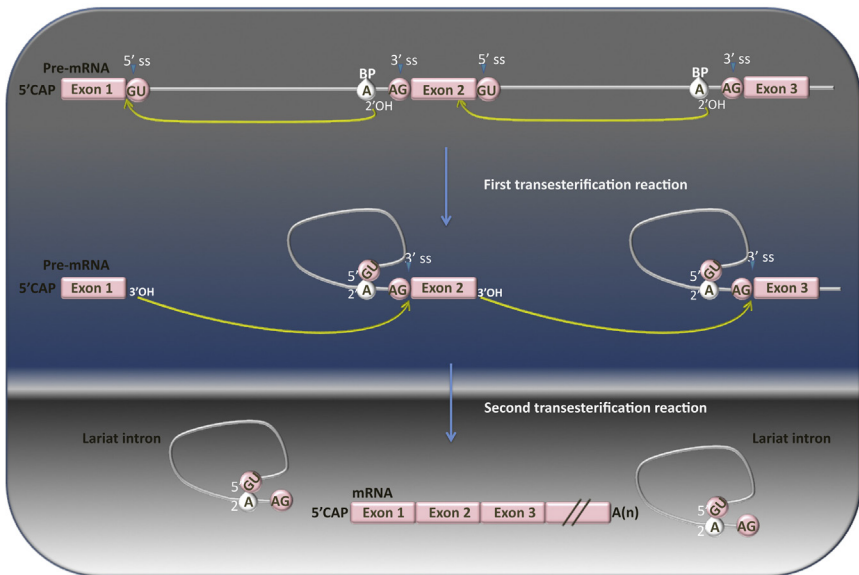 5' ss 3' ss 5' ss 3' ss
Pre-mRNA BP BP
5'CAP Exon 1 GU A AG Exon 2 GU A AG Exon 3
2'OH 2'OH
First transesterification reaction
3' ss 3' ss
Pre-mRNA 5' GU 5' GU
5'CAP Exon 1 3'OH 2' A AG Exon 2 3'OH 2' A AG Exon 3
Second transesterification reaction
Lariat intron Lariat intron
5' GU
2' A AG
mRNA
5'CAP Exon 1 Exon 2 Exon 3 A(n)
5' GU
2' A AG